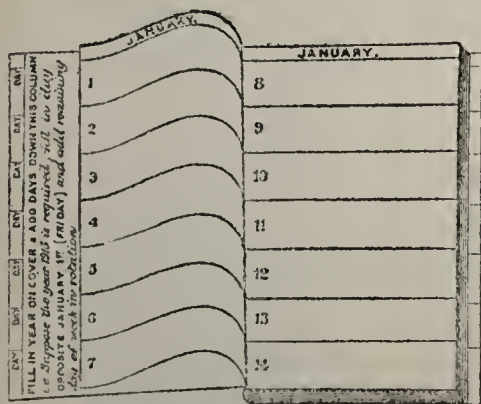 JANUARY.
1
2
3
4
5
6
7
DAY
DAY
DAY
DAY
DAY
DAY
DAY
FILL IN YEAR ON COVER & ADD DAYS DOWN THIS COLUMN
i.e Suppose the year 1913 is required, fill in day
OPPOSITE JANUARY 1ST (FRIDAY) and add remaining
day of week in rotation
JANUARY.
8
9
10
11
12
13
14